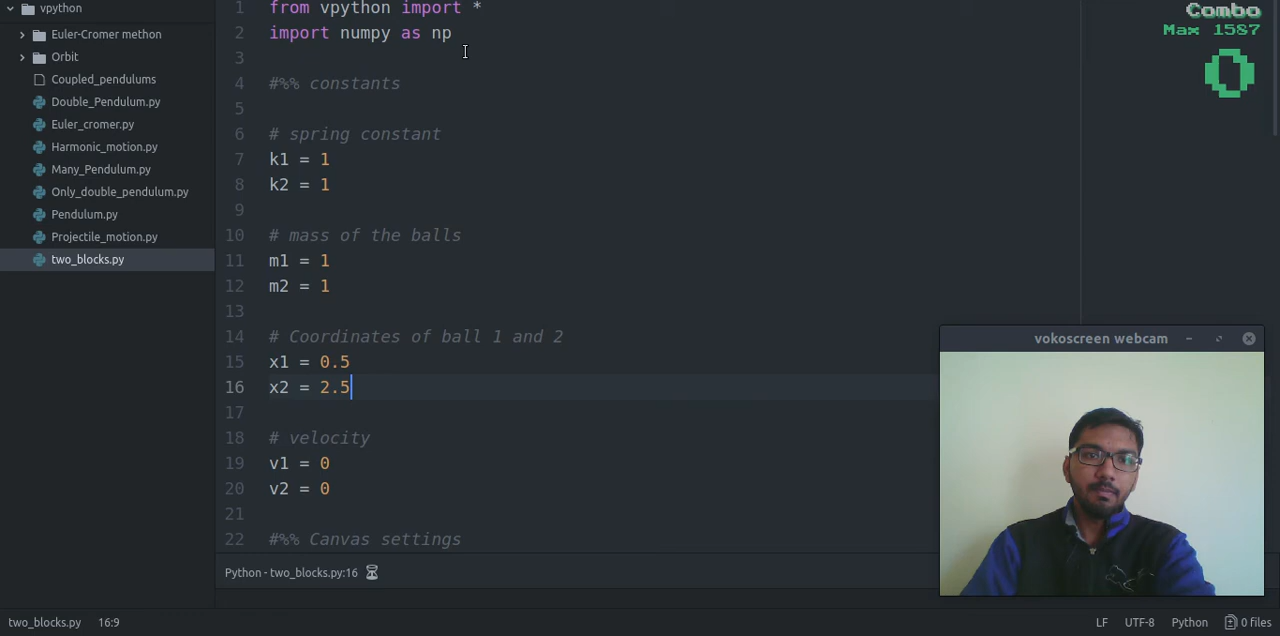 vpython
Euler-Cromer methon
Orbit
Coupled_pendulums
Double_Pendulum.py
Euler_cromer.py
Harmonic_motion.py
Many_Pendulum.py
Only_double_pendulum.py
Pendulum.py
Projectile_motion.py
two_blocks.py
1 from vpython import *
2 import numpy as np
3
4 #%% constants
5
6 # spring constant
7 k1 = 1
8 k2 = 1
9
10 # mass of the balls
11 m1 = 1
12 m2 = 1
13
14 # Coordinates of ball 1 and 2
15 x1 = 0.5
16 x2 = 2.5
17
18 # velocity
19 v1 = 0
20 v2 = 0
21
22 #%% Canvas settings
Combo
Max 1587
0
vokoscreen webcam
Python - two_blocks.py:16
two_blocks.py 16:9 LF UTF-8 Python 0 files